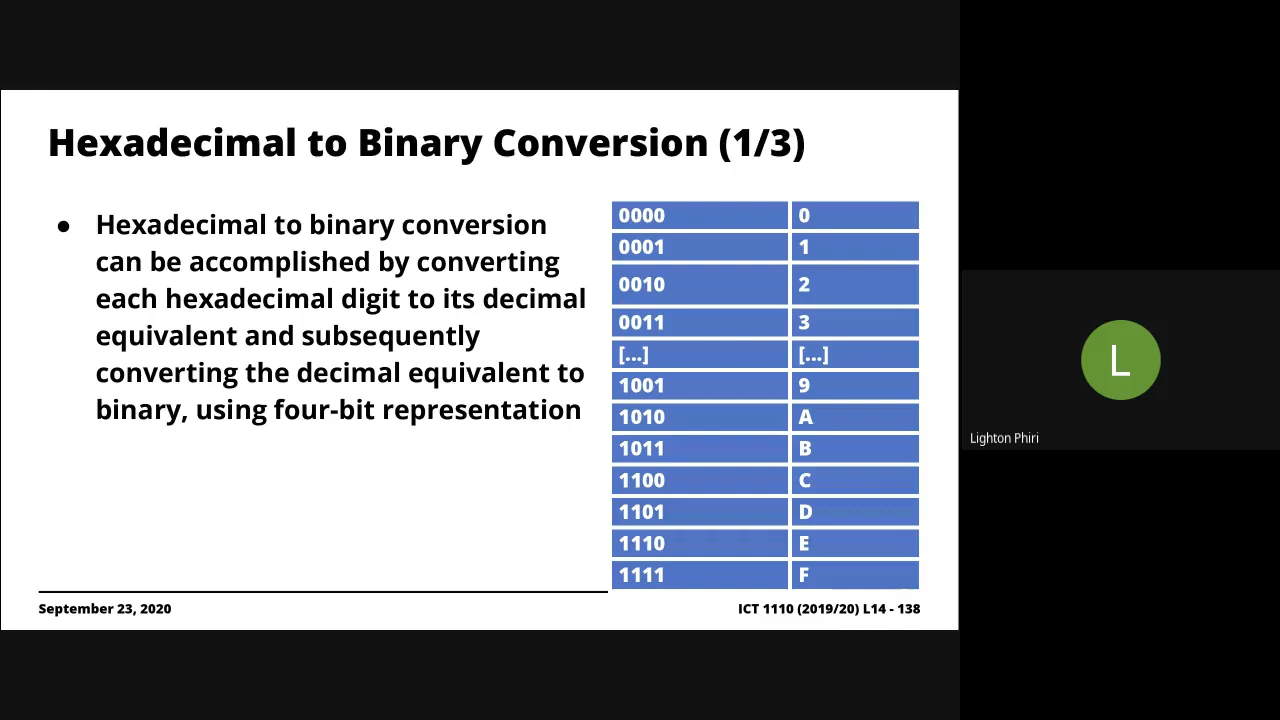 Hexadecimal to Binary Conversion (1/3)
● Hexadecimal to binary conversion
can be accomplished by converting
each hexadecimal digit to its decimal
equivalent and subsequently
converting the decimal equivalent to
binary, using four-bit representation
0000 0
0001 1
0010 2
0011 3
[...] [...]
1001 9
1010 A
1011 B
1100 C
1101 D
1110 E
1111 F
September 23, 2020
ICT 1110 (2019/20) L14 - 138
L
Lighton Phiri